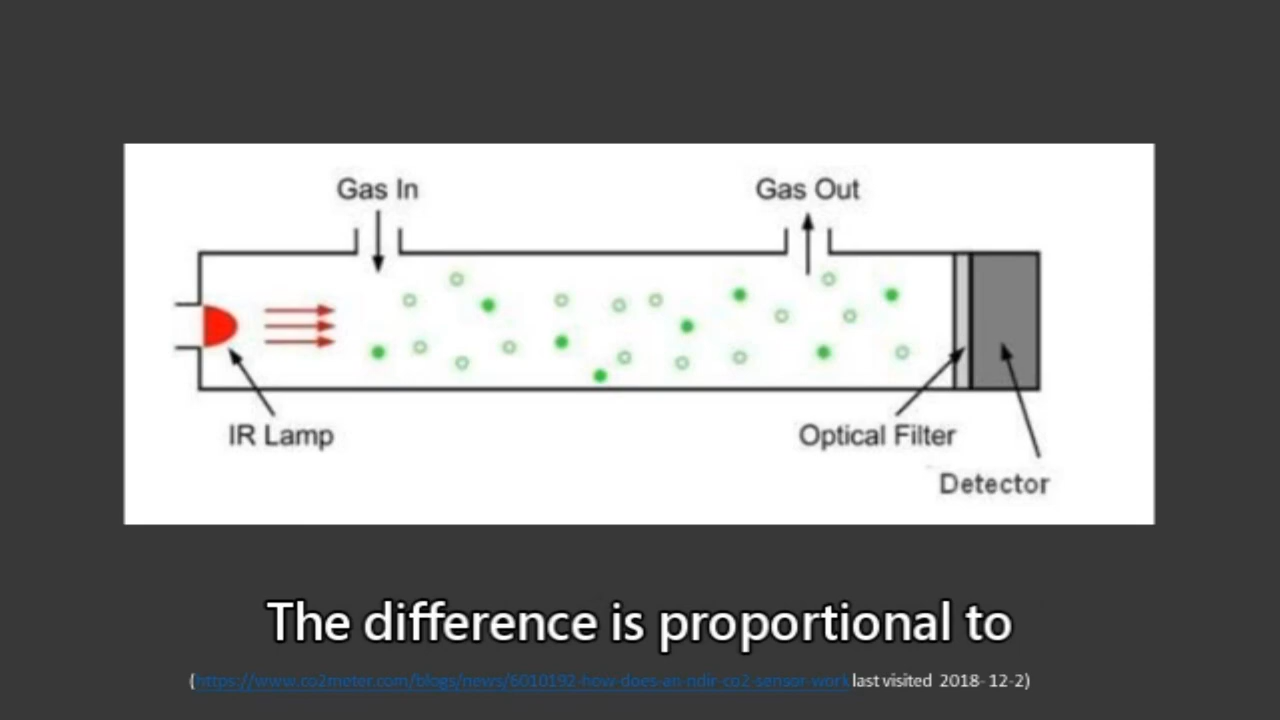 Gas In
Gas Out
IR Lamp
Optical Filter
Detector
The difference is proportional to
(https://www.co2meter.com/blogs/news/6010192-how-does-an-ndir-co2-sensor-work last visited 2018-12-2)